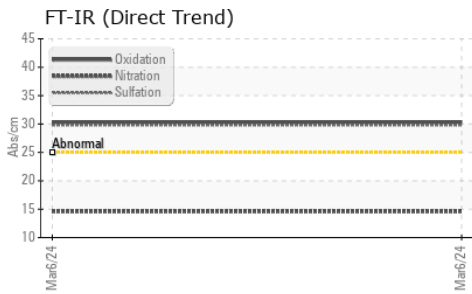 FT-IR (Direct Trend)
45
40
35
30
25
20
15
10
Abs/cm
Oxidation
Nitration
Sulfation
Abnormal
Mar6/24
Mar6/24